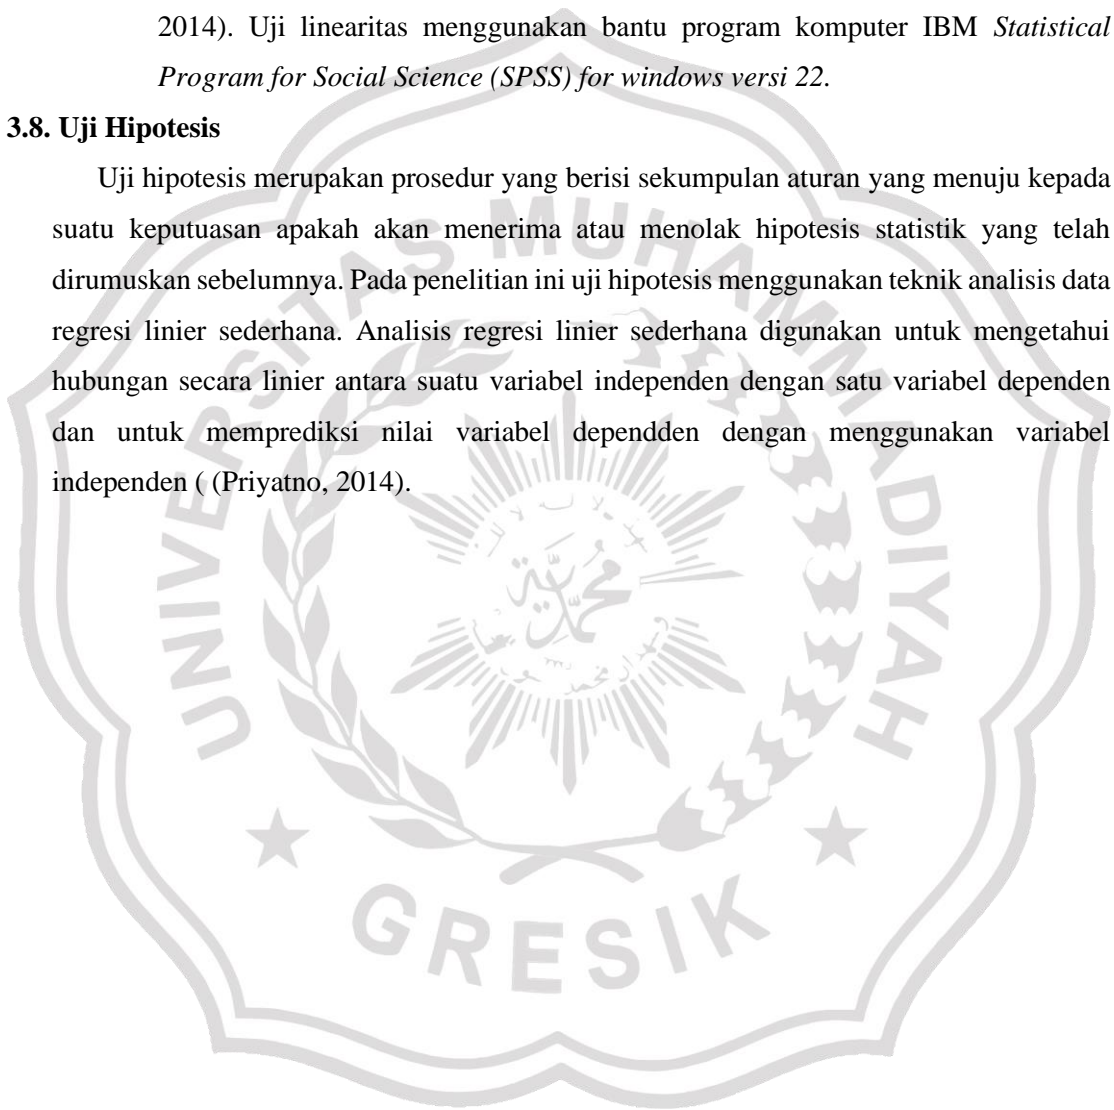 2014). Uji linearitas menggunakan bantu program komputer IBM Statistical
Program for Social Science (SPSS) for windows versi 22.
3.8. Uji Hipotesis
Uji hipotesis merupakan prosedur yang berisi sekumpulan aturan yang menuju kepada
suatu keputuasan apakah akan menerima atau menolak hipotesis statistik yang telah
dirumuskan sebelumnya. Pada penelitian ini uji hipotesis menggunakan teknik analisis data
regresi linier sederhana. Analisis regresi linier sederhana digunakan untuk mengetahui
hubungan secara linier antara suatu variabel independen dengan satu variabel dependen
dan untuk memprediksi nilai variabel dependden dengan menggunakan variabel
independen ( (Priyatno, 2014).
UNIVERSITAS MUHAMMADIYAH
محمد
GRESIK